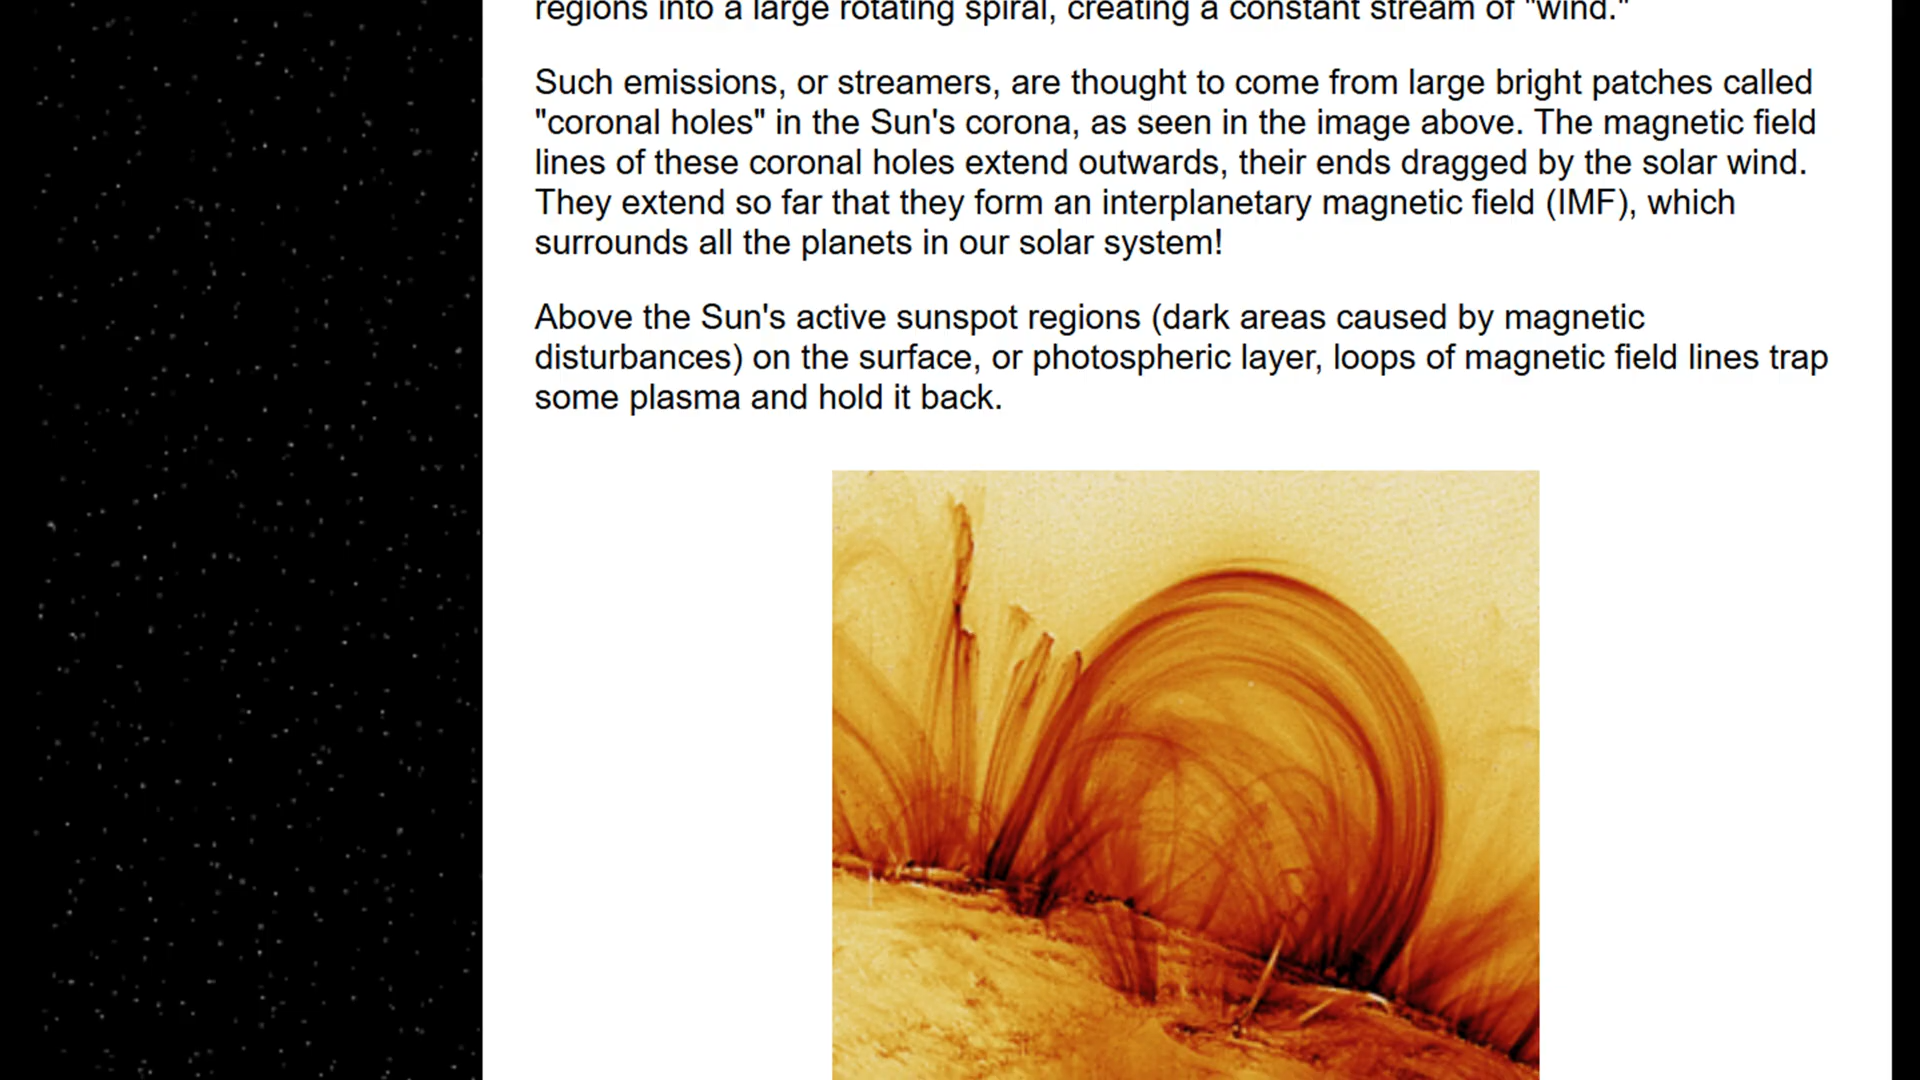 regions into a large rotating spiral, creating a constant stream of "wind."
Such emissions, or streamers, are thought to come from large bright patches called
"coronal holes" in the Sun's corona, as seen in the image above. The magnetic field
lines of these coronal holes extend outwards, their ends dragged by the solar wind.
They extend so far that they form an interplanetary magnetic field (IMF), which
surrounds all the planets in our solar system!
Above the Sun's active sunspot regions (dark areas caused by magnetic
disturbances) on the surface, or photospheric layer, loops of magnetic field lines trap
some plasma and hold it back.